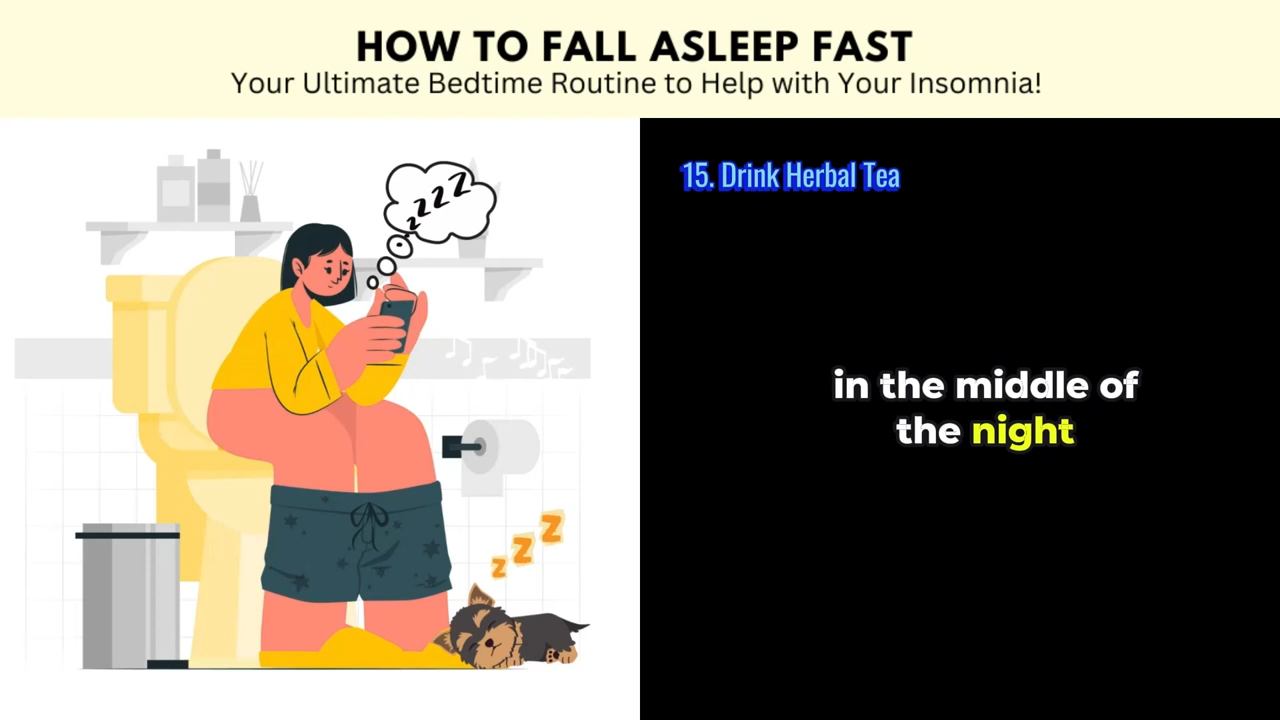 HOW TO FALL ASLEEP FAST
Your Ultimate Bedtime Routine to Help with Your Insomnia!
z z z Z
15. Drink Herbal Tea
in the middle of
the night
z z z